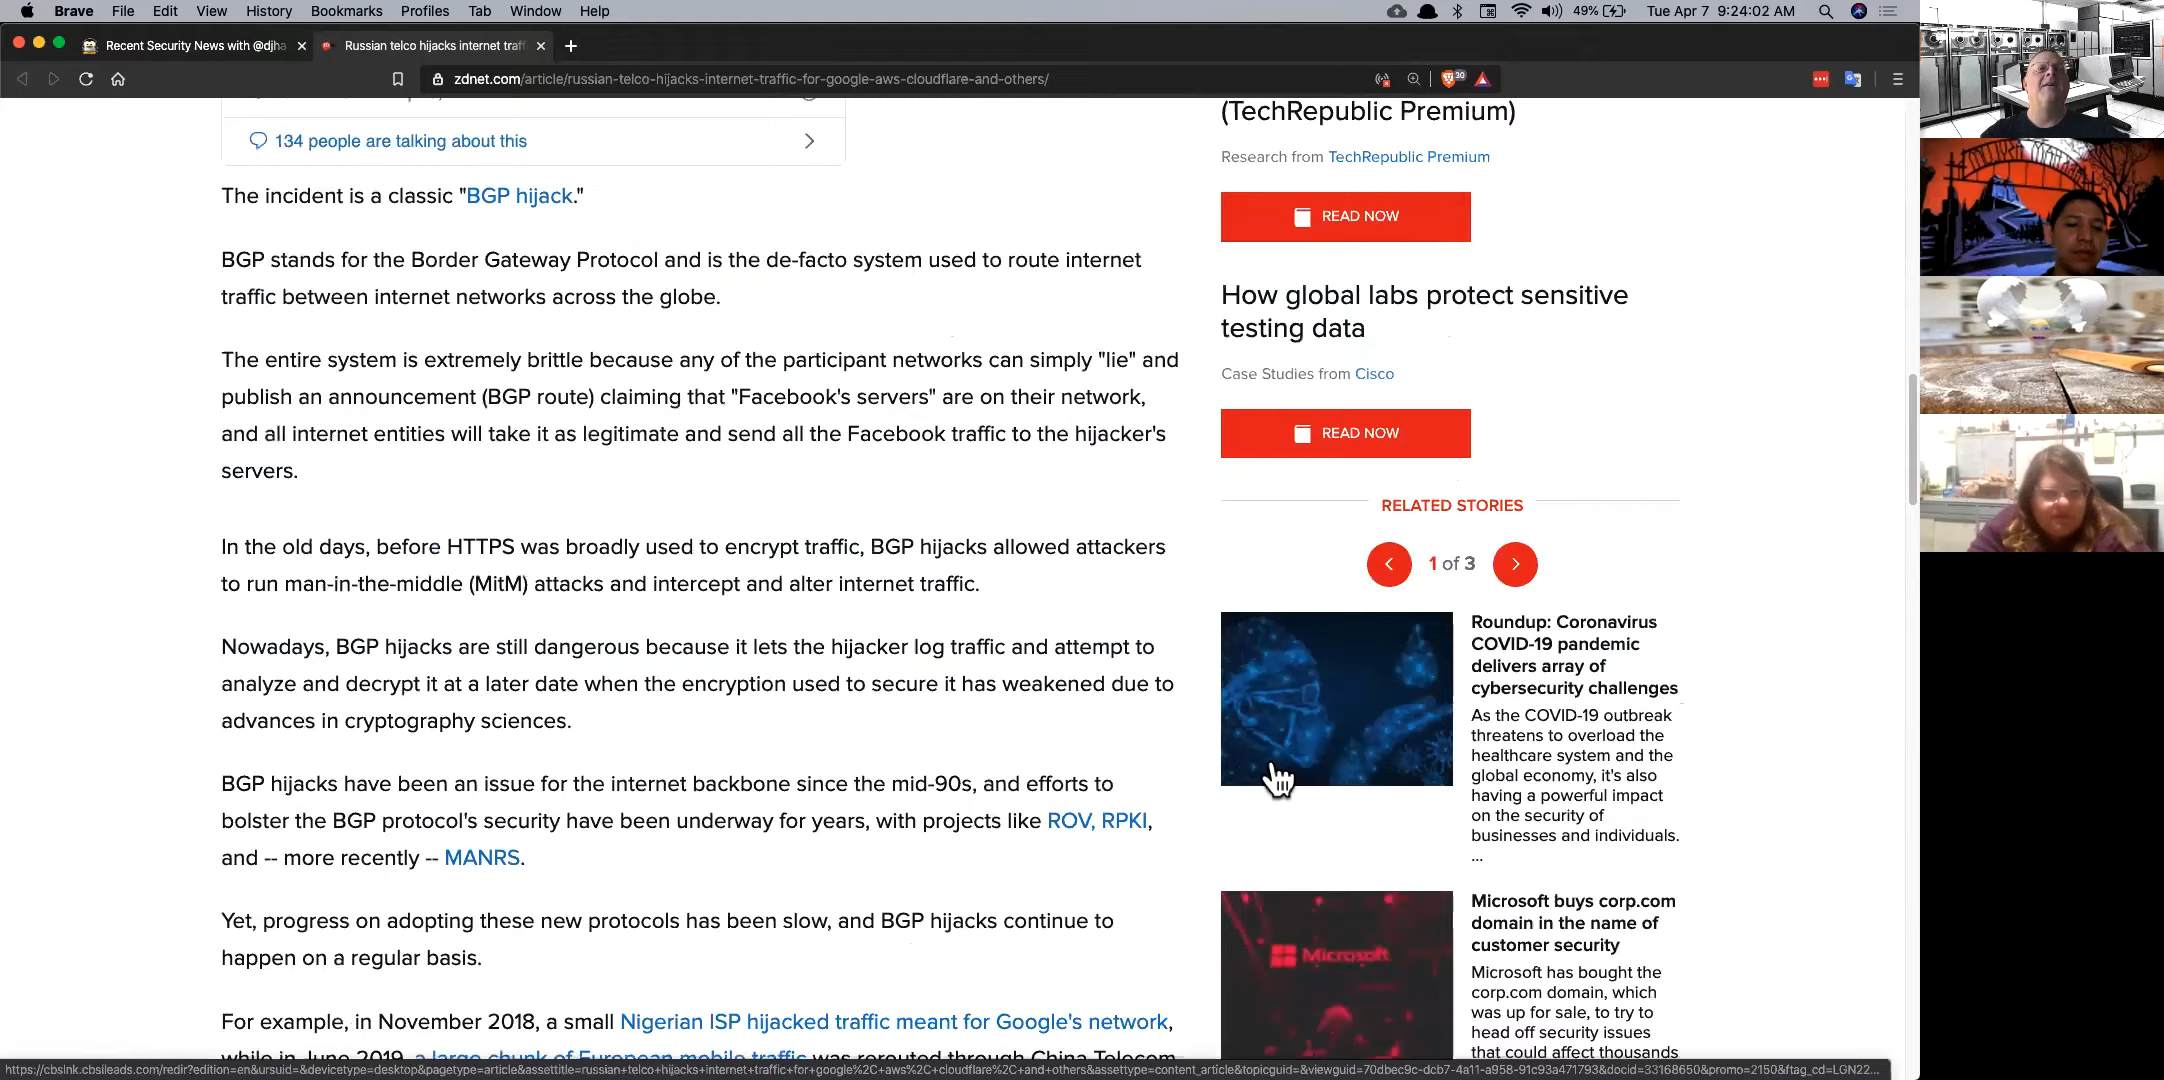 Brave File Edit View History Bookmarks Profiles Tab Window Help 49% Tue Apr 7 9:24:02 AM
Recent Security News with @djha
Russian telco hijacks internet traf
zdnet.com/article/russian-telco-hijacks-internet-traffic-for-google-aws-cloudflare-and-others/
30
134 people are talking about this
The incident is a classic "BGP hijack."
BGP stands for the Border Gateway Protocol and is the de-facto system used to route internet
traffic between internet networks across the globe.
The entire system is extremely brittle because any of the participant networks can simply "lie" and
publish an announcement (BGP route) claiming that "Facebook's servers" are on their network,
and all internet entities will take it as legitimate and send all the Facebook traffic to the hijacker's
servers.
In the old days, before HTTPS was broadly used to encrypt traffic, BGP hijacks allowed attackers
to run man-in-the-middle (MitM) attacks and intercept and alter internet traffic.
Nowadays, BGP hijacks are still dangerous because it lets the hijacker log traffic and attempt to
analyze and decrypt it at a later date when the encryption used to secure it has weakened due to
advances in cryptography sciences.
BGP hijacks have been an issue for the internet backbone since the mid-90s, and efforts to
bolster the BGP protocol's security have been underway for years, with projects like ROV, RPKI,
and -- more recently -- MANRS.
Yet, progress on adopting these new protocols has been slow, and BGP hijacks continue to
happen on a regular basis.
For example, in November 2018, a small Nigerian ISP hijacked traffic meant for Google's network,
while in June 2019, a large chunk of European mobile traffic was rerouted through China Telecom
(TechRepublic Premium)
Research from TechRepublic Premium
READ NOW
How global labs protect sensitive
testing data
Case Studies from Cisco
READ NOW
RELATED STORIES
1 of 3
Roundup: Coronavirus
COVID-19 pandemic
delivers array of
cybersecurity challenges
As the COVID-19 outbreak
threatens to overload the
healthcare system and the
global economy, it's also
having a powerful impact
on the security of
businesses and individuals.
...
Microsoft
Microsoft buys corp.com
domain in the name of
customer security
Microsoft has bought the
corp.com domain, which
was up for sale, to try to
head off security issues
that could affect thousands
https://cbslnk.cbsileads.com/redir?edition=en&ursuid=&devicetype=desktop&pagetype=article&assettitle=russian+telco+hijacks+internet+traffic+for+google%2C+aws%2C+cloudflare%2C+and+others&assettype=content_article&topicguid=&viewguid=70dbec9c-dcb7-4a11-a958-91c93a471793&docid=33168650&promo=2150&ftag_cd=LGN22...